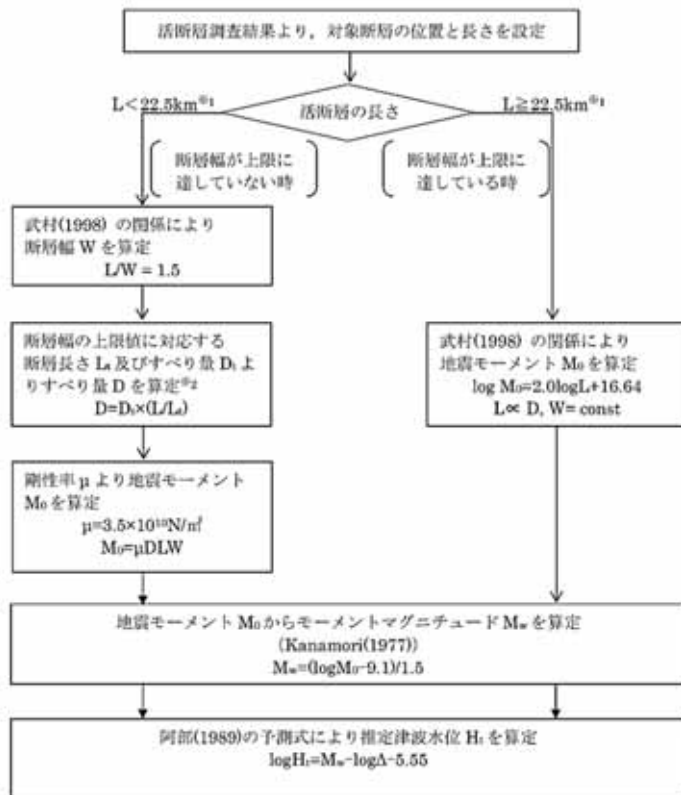 活断層調査結果より，対象断層の位置と長さを設定
L＜22.5km※1
活断層の長さ
L≧22.5km※1
断層幅が上限に
達していない時
断層幅が上限に
達している時
武村(1998) の関係により
断層幅 W を算定
L/W = 1.5
断層幅の上限値に対応する
断層長さ Lt 及びすべり量 Dt よ
りすべり量 D を算定※2
D=Dt×(L/Lt)
剛性率 μ より地震モーメント
M0 を算定
μ=3.5×10¹⁰N/㎡
M0=μDLW
武村(1998) の関係により
地震モーメント M0 を算定
log M0=2.0logL+16.64
L∝ D, W= const
地震モーメント M0 からモーメントマグニチュード Mw を算定
（Kanamori(1977)）
Mw=(logM0-9.1)/1.5
阿部(1989)の予測式により推定津波水位 Ht を算定
logHt=Mw-logΔ-5.55